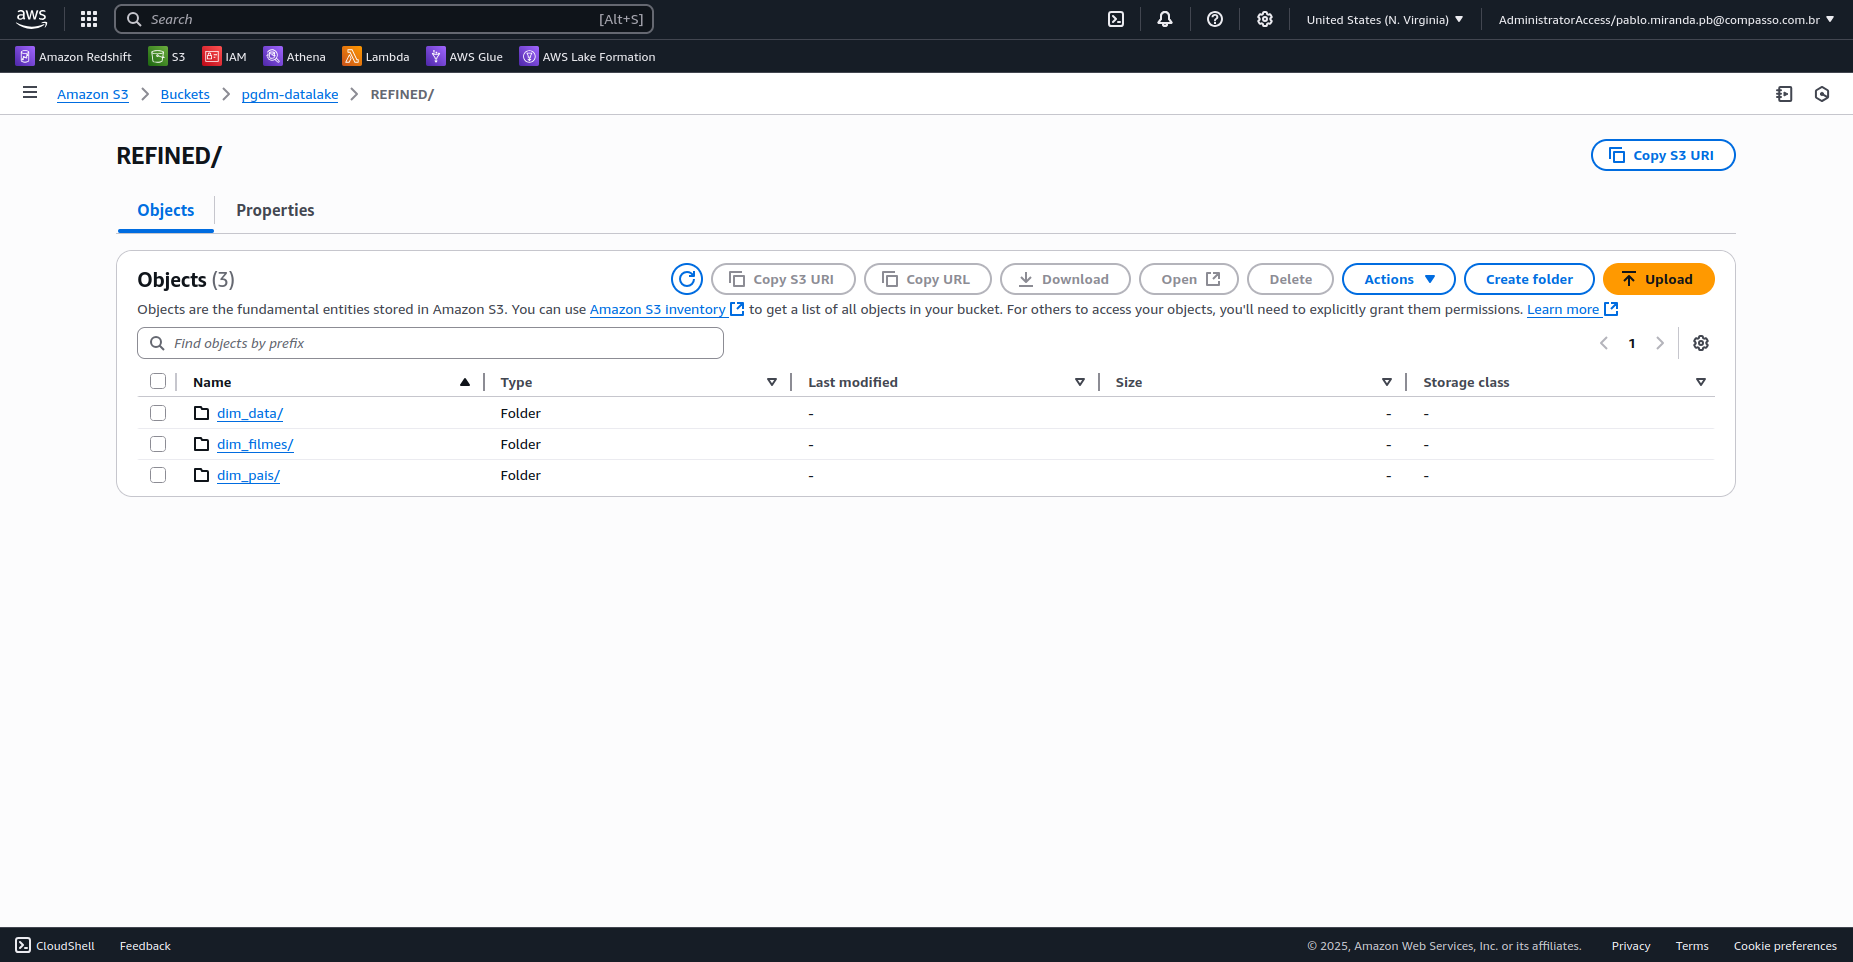 aws Search [Alt+S] United States (N. Virginia) AdministratorAccess/pablo.miranda.pb@compasso.com.br
Amazon Redshift S3 IAM Athena Lambda AWS Glue AWS Lake Formation
Amazon S3 Buckets pgdm-datalake REFINED/
REFINED/ Copy S3 URI
Objects Properties
Objects (3) Copy S3 URI Copy URL Download Open Delete Actions Create folder Upload
Objects are the fundamental entities stored in Amazon S3. You can use Amazon S3 inventory to get a list of all objects in your bucket. For others to access your objects, you'll need to explicitly grant them permissions. Learn more
Find objects by prefix 1
Name Type Last modified Size Storage class
dim_data/ Folder - - -
dim_filmes/ Folder - - -
dim_pais/ Folder - - -
CloudShell Feedback © 2025, Amazon Web Services, Inc. or its affiliates. Privacy Terms Cookie preferences